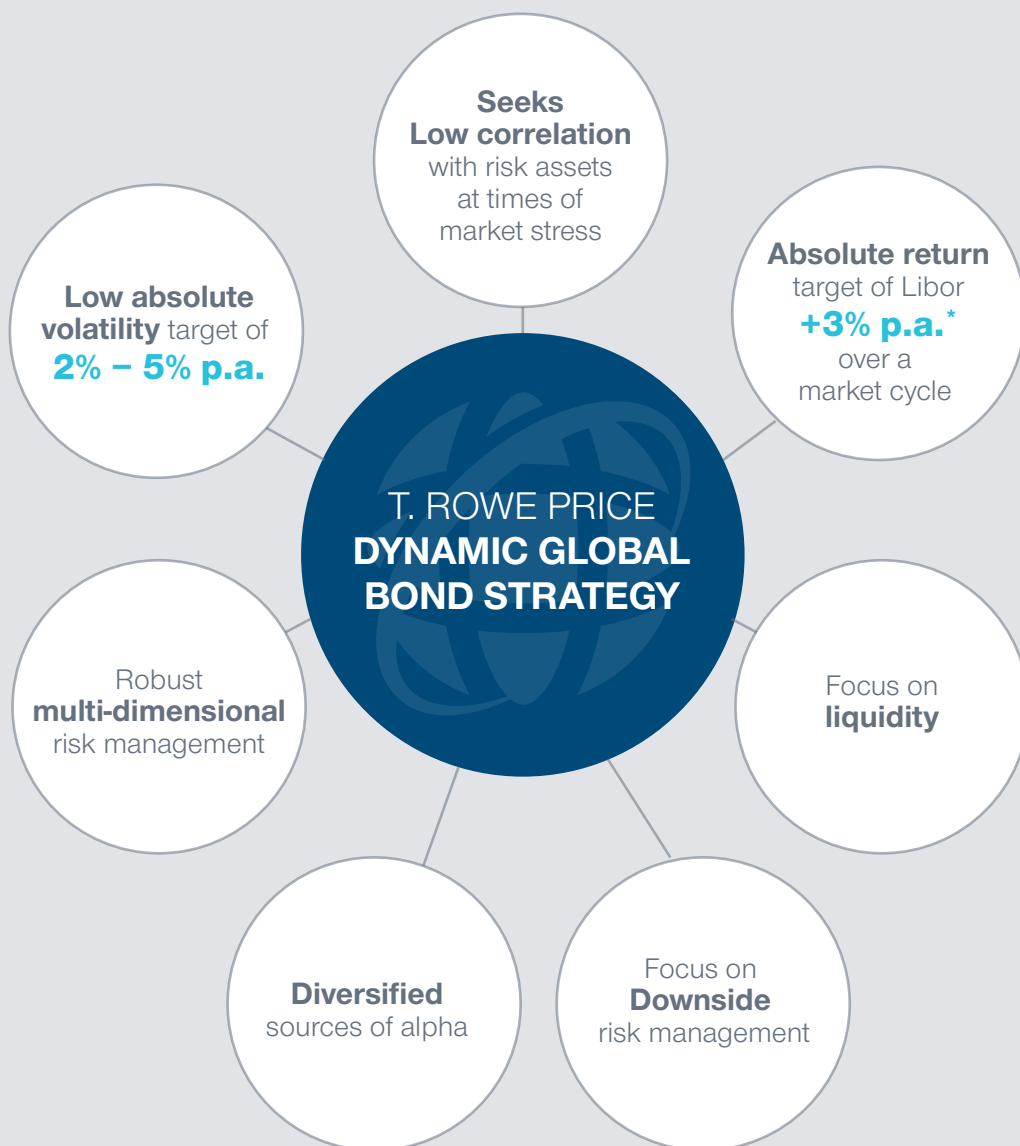 Seeks
Low correlation
with risk assets
at times of
market stress
Absolute return
target of Libor
+3% p.a.*
over a
market cycle
Low absolute
volatility target of
2% – 5% p.a.
T. ROWE PRICE
DYNAMIC GLOBAL
BOND STRATEGY
Robust
multi-dimensional
risk management
Focus on
liquidity
Diversified
sources of alpha
Focus on
Downside
risk management